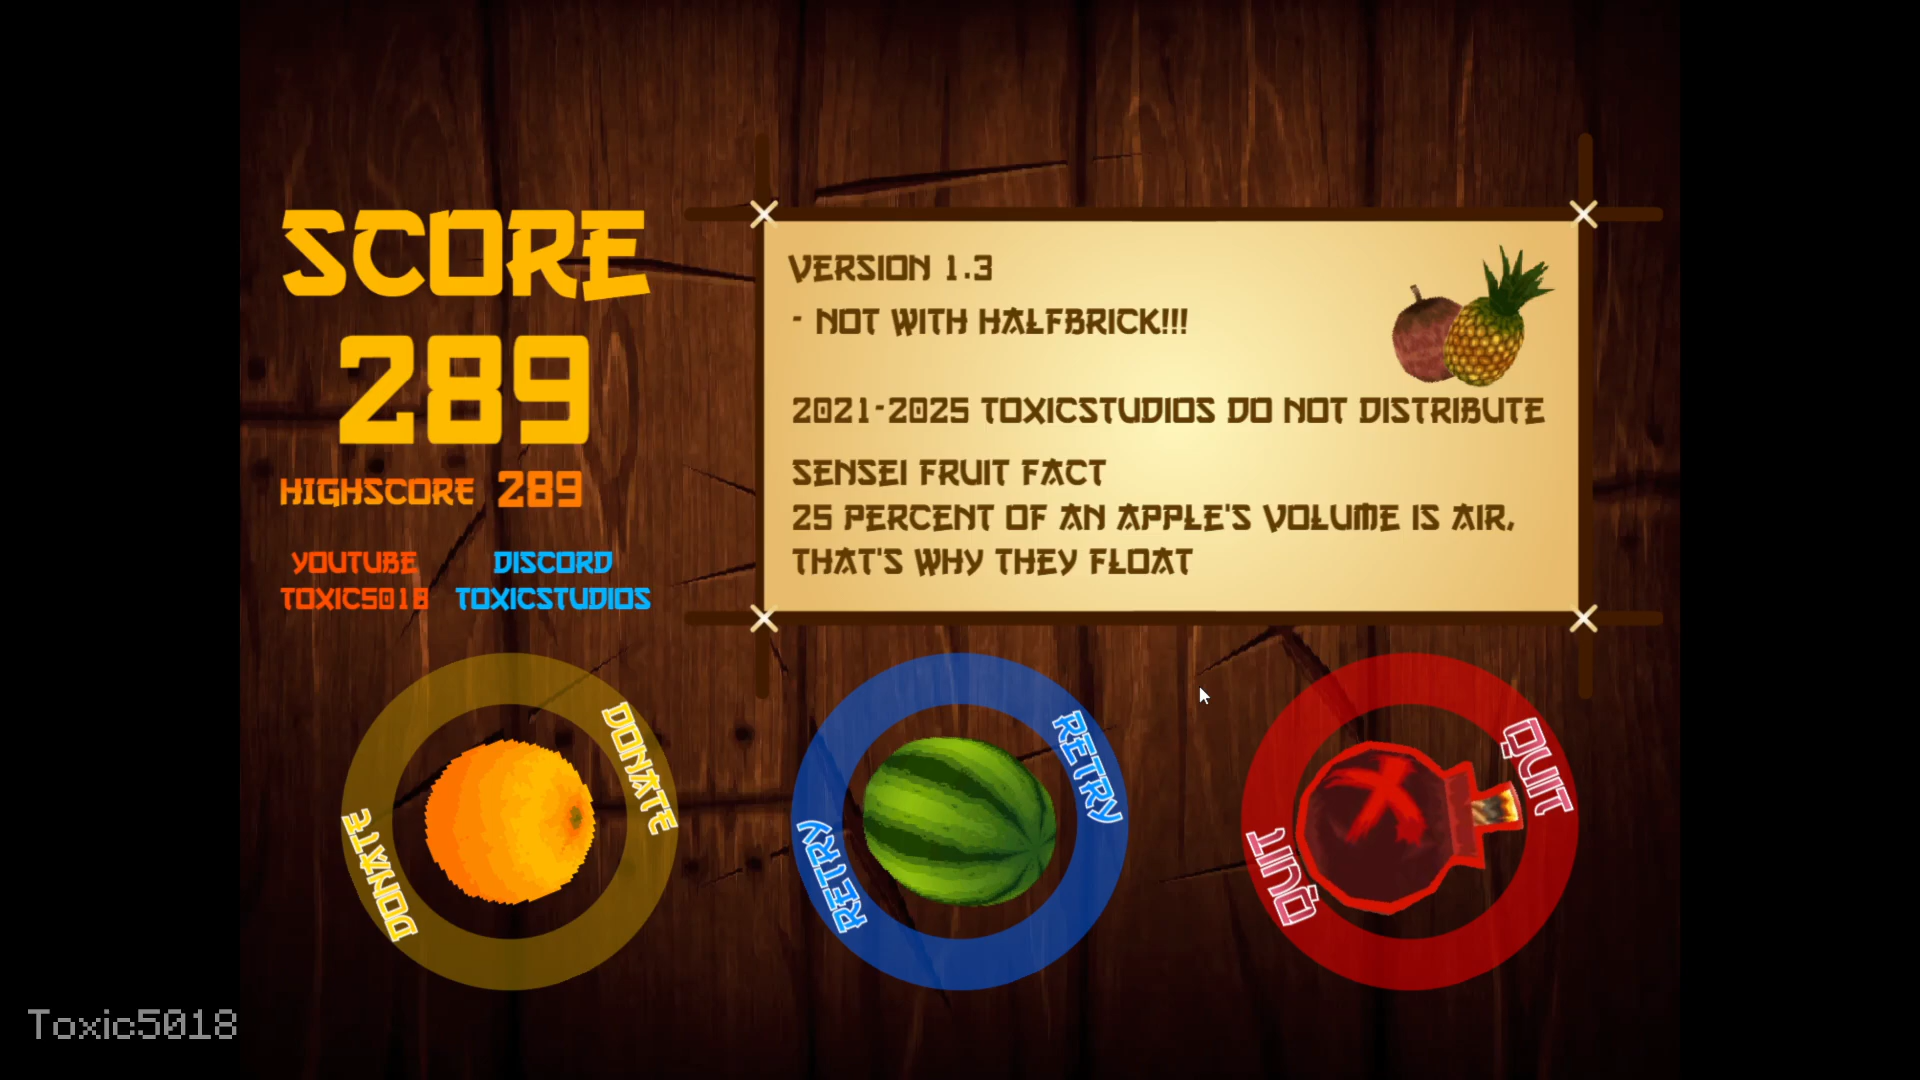 SCORE
289
HIGHSCORE 289
YOUTUBE
TOXIC5018
DISCORD
TOXICSTUDIOS
VERSION 1.3
- NOT WITH HALFBRICK!!!
2021-2025 TOXICSTUDIOS DO NOT DISTRIBUTE
SENSEI FRUIT FACT
25 PERCENT OF AN APPLE'S VOLUME IS AIR,
THAT'S WHY THEY FLOAT
DONATE
DONATE
RETRY
RETRY
QUIT
QUIT
Toxic5018